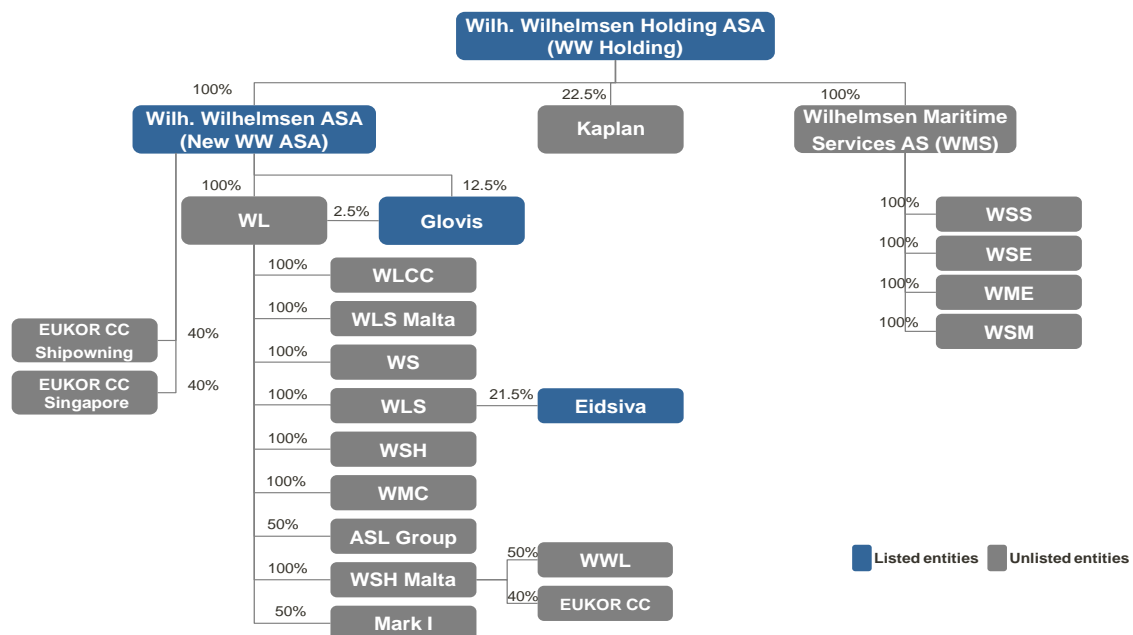 Wilh. Wilhelmsen Holding ASA
(WW Holding)
100%
22.5%
100%
Wilh. Wilhelmsen ASA
(New WW ASA)
Kaplan
Wilhelmsen Maritime
Services AS (WMS)
100%
12.5%
WL
2.5%
Glovis
100%
WSS
100%
WSE
100%
WME
100%
WSM
100%
WLCC
100%
WLS Malta
EUKOR CC
Shipowning
40%
EUKOR CC
Singapore
40%
100%
WS
100%
WLS
21.5%
Eidsiva
100%
WSH
100%
WMC
50%
ASL Group
100%
WSH Malta
50%
WWL
40%
EUKOR CC
50%
Mark I
Listed entities
Unlisted entities